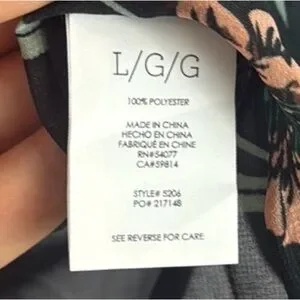 L/G/G
100% POLYESTER
MADE IN CHINA
HECHO EN CHINA
FABRIQUÉ EN CHINE
RN#54077
CA#59814
STYLE# 5206
PO# 217148
SEE REVERSE FOR CARE